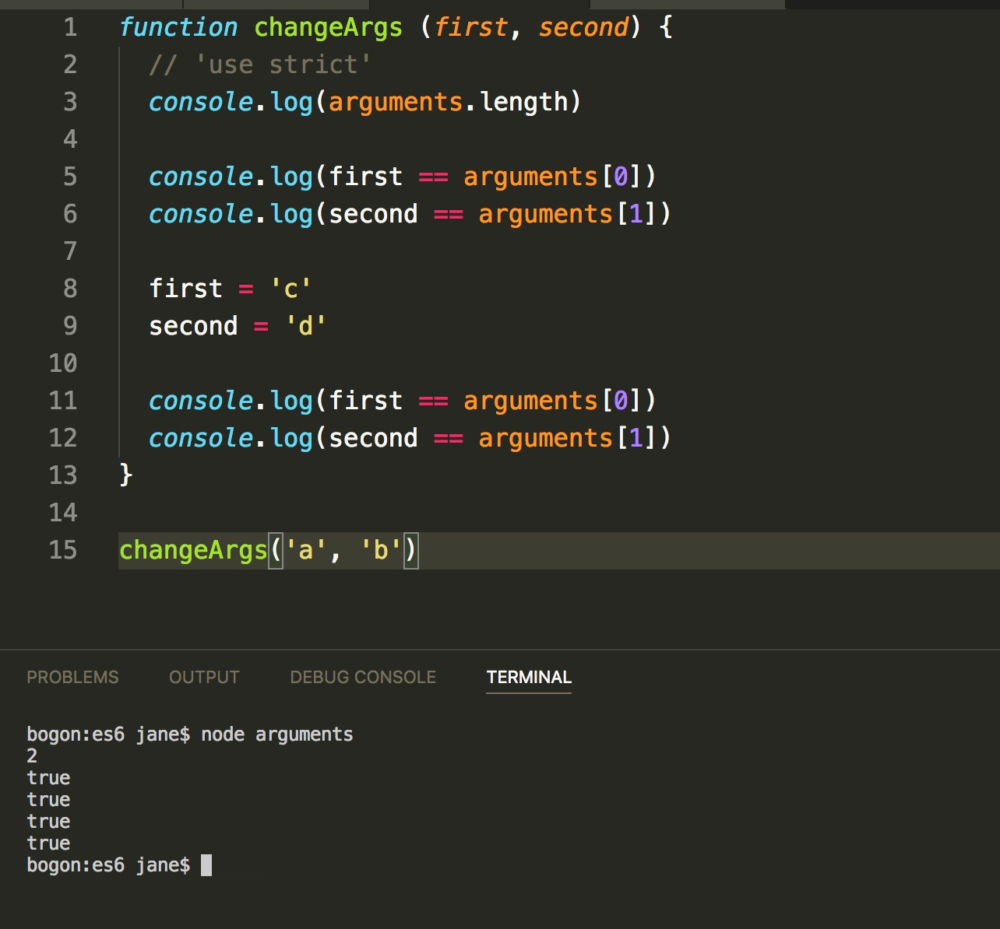 1 function changeArgs (first, second) {
2 // 'use strict'
3 console.log(arguments.length)
4
5 console.log(first == arguments[0])
6 console.log(second == arguments[1])
7
8 first = 'c'
9 second = 'd'
10
11 console.log(first == arguments[0])
12 console.log(second == arguments[1])
13 }
14
15 changeArgs('a', 'b')
PROBLEMS OUTPUT DEBUG CONSOLE TERMINAL
bogon:es6 jane$ node arguments
2
true
true
true
true
bogon:es6 jane$